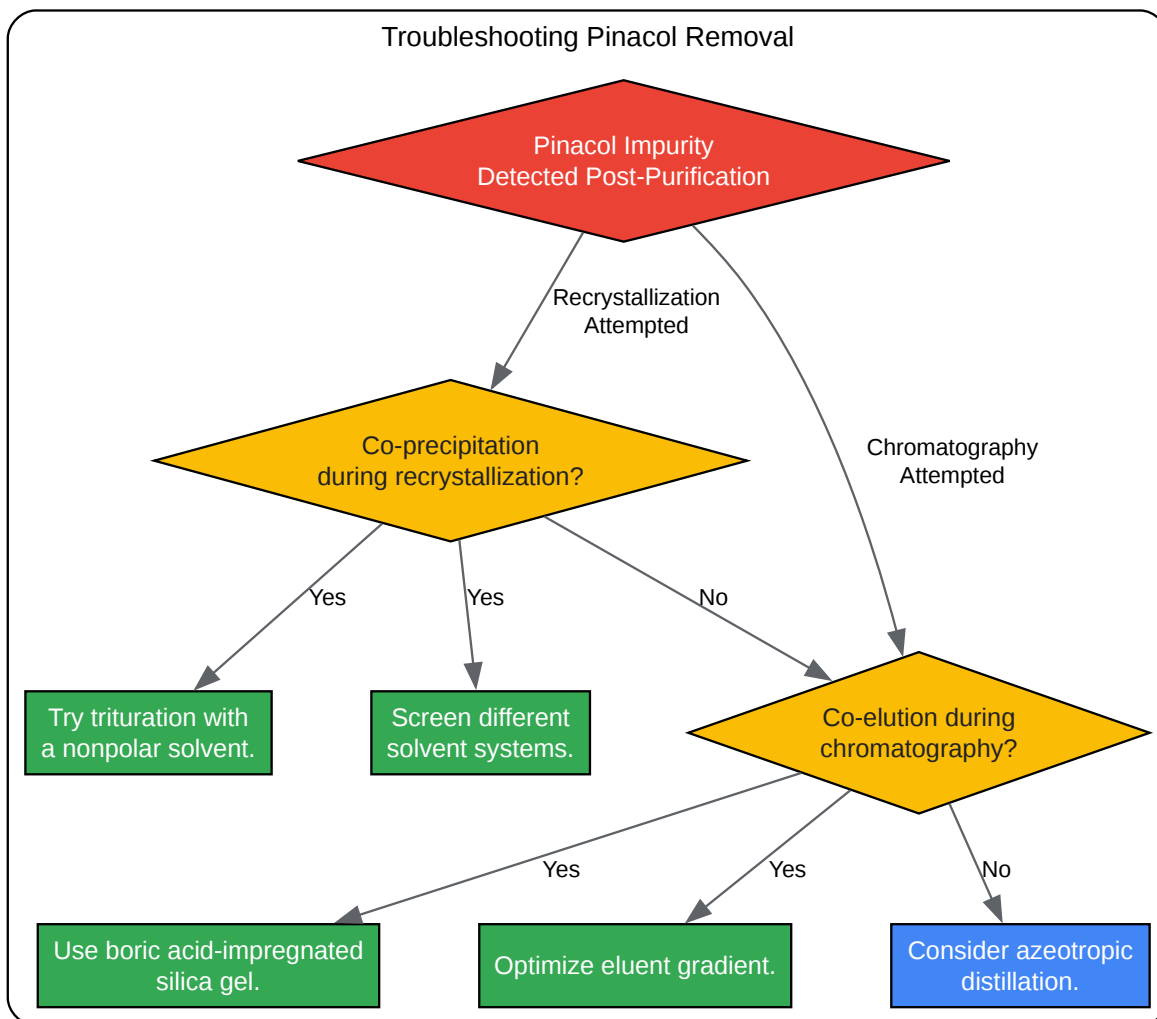 Troubleshooting Pinacol Removal
Pinacol Impurity
Detected Post-Purification
Recrystallization
Attempted
Chromatography
Attempted
Co-precipitation
during recrystallization?
Yes
Yes
No
Try trituration with
a nonpolar solvent.
Screen different
solvent systems.
Co-elution during
chromatography?
Yes
Yes
No
Use boric acid-impregnated
silica gel.
Optimize eluent gradient.
Consider azeotropic
distillation.